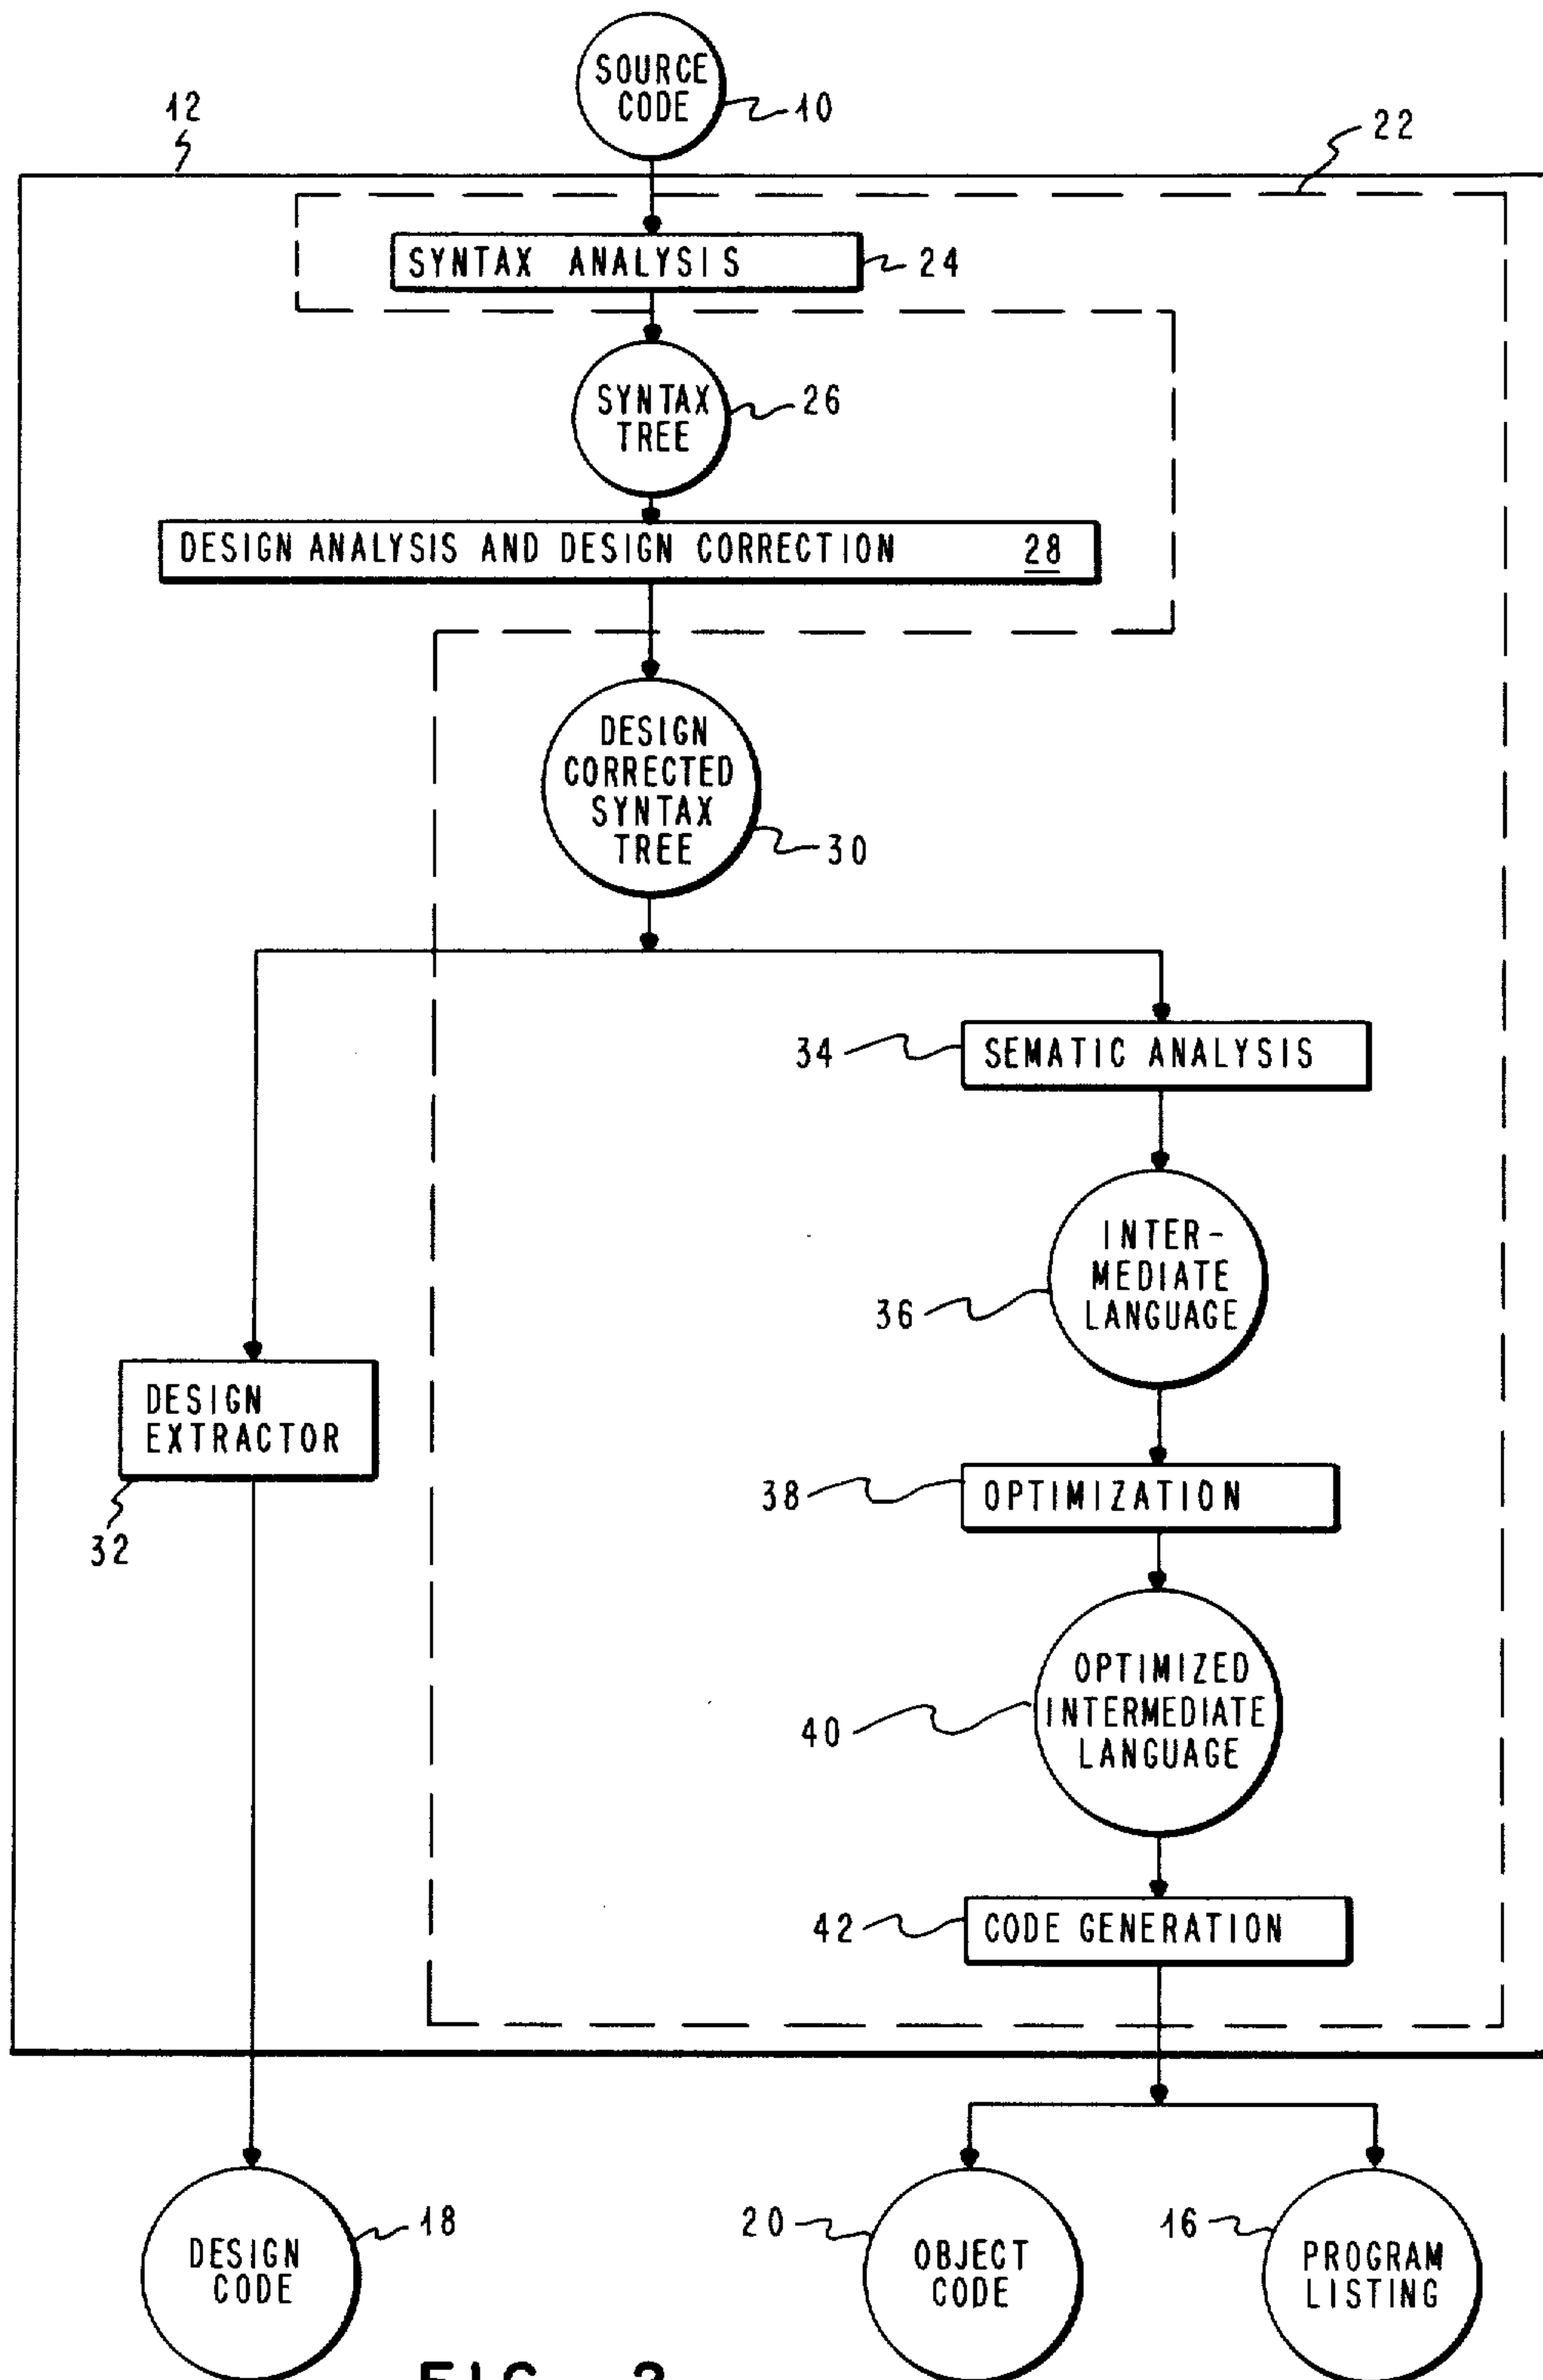 SOURCE
CODE
10
12
22
SYNTAX ANALYSIS
24
SYNTAX
TREE
26
DESIGN ANALYSIS AND DESIGN CORRECTION 28
DESIGN
CORRECTED
SYNTAX
TREE
30
34
SEMATIC ANALYSIS
INTER-
MEDIATE
LANGUAGE
36
DESIGN
EXTRACTOR
32
38
OPTIMIZATION
OPTIMIZED
INTERMEDIATE
LANGUAGE
40
42
CODE GENERATION
DESIGN
CODE
18
20
OBJECT
CODE
16
PROGRAM
LISTING
FIG.